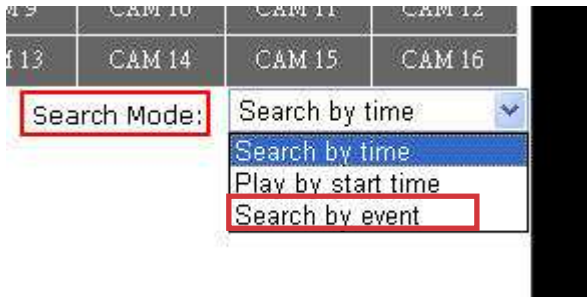 CAM 10 CAM 11 CAM 12
13 CAM 14 CAM 15 CAM 16
Search Mode: Search by time
Search by time
Play by start time
Search by event